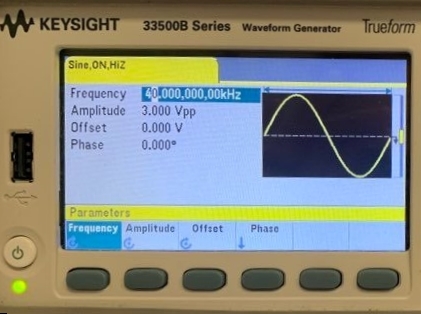 KEYSIGHT 33500B Series Waveform Generator Trueform
Sine,ON,HiZ
Frequency 40.000,000,00kHz
Amplitude 3.000 Vpp
Offset 0.000 V
Phase 0.000°
Parameters
Frequency Amplitude Offset Phase